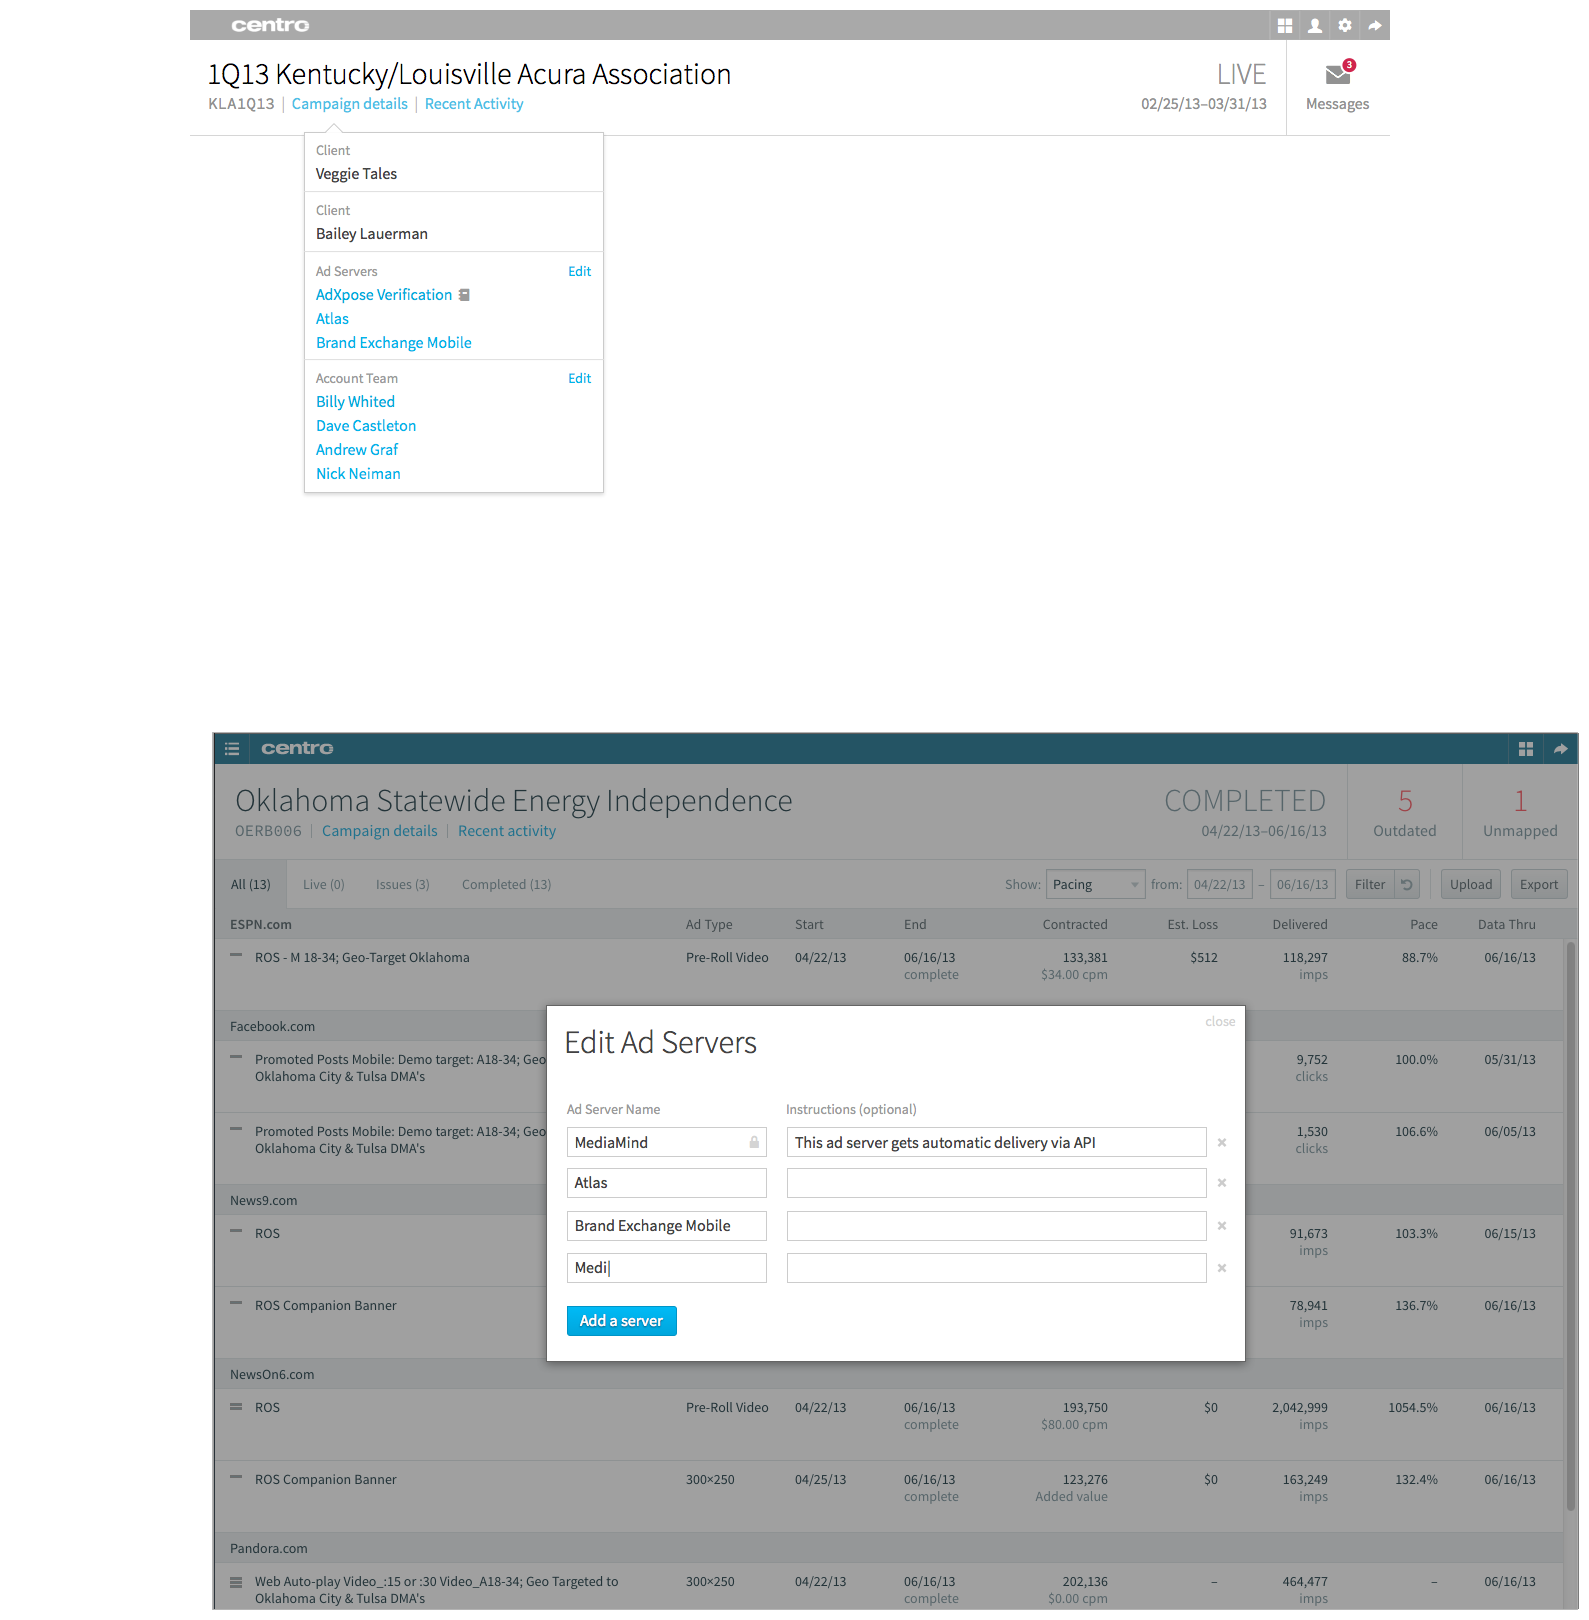 centro
1Q13 Kentucky/Louisville Acura Association
LIVE
3
KLA1Q13 | Campaign details | Recent Activity
02/25/13–03/31/13
Messages
Client
Veggie Tales
Client
Bailey Lauerman
Ad Servers Edit
AdXpose Verification
Atlas
Brand Exchange Mobile
Account Team Edit
Billy Whited
Dave Castleton
Andrew Graf
Nick Neiman
centro
Oklahoma Statewide Energy Independence
COMPLETED
5
1
OERB006 | Campaign details | Recent activity
04/22/13–06/16/13
Outdated
Unmapped
All (13) Live (0) Issues (3) Completed (13) Show: Pacing from: 04/22/13 – 06/16/13 Filter Upload Export
ESPN.com Ad Type Start End Contracted Est. Loss Delivered Pace Data Thru
ROS - M 18-34; Geo-Target Oklahoma Pre-Roll Video 04/22/13 06/16/13 133,381 $512 118,297 88.7% 06/16/13
complete $34.00 cpm imps
Facebook.com
Promoted Posts Mobile: Demo target: A18-34; Geo 9,752 100.0% 05/31/13
Oklahoma City & Tulsa DMA's clicks
Promoted Posts Mobile: Demo target: A18-34; Geo 1,530 106.6% 06/05/13
Oklahoma City & Tulsa DMA's clicks
News9.com
ROS 91,673 103.3% 06/15/13
imps
ROS Companion Banner 78,941 136.7% 06/16/13
imps
close
Edit Ad Servers
Ad Server Name Instructions (optional)
MediaMind This ad server gets automatic delivery via API
Atlas
Brand Exchange Mobile
Medi
Add a server
NewsOn6.com
ROS Pre-Roll Video 04/22/13 06/16/13 193,750 $0 2,042,999 1054.5% 06/16/13
complete $80.00 cpm imps
ROS Companion Banner 300×250 04/25/13 06/16/13 123,276 $0 163,249 132.4% 06/16/13
complete Added value imps
Pandora.com
Web Auto-play Video_:15 or :30 Video_A18-34; Geo Targeted to 300×250 04/22/13 06/16/13 202,136 – 464,477 – 06/16/13
Oklahoma City & Tulsa DMA's complete $0.00 cpm imps